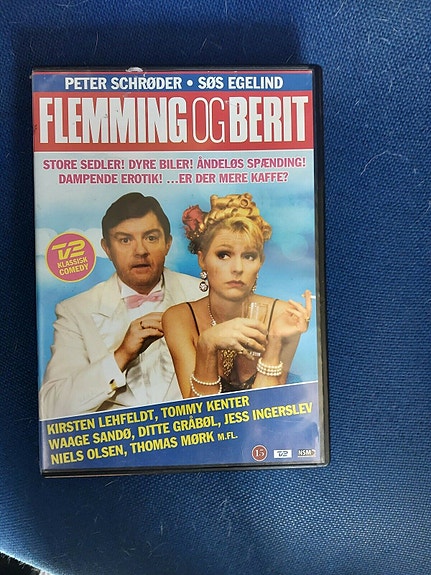 PETER SCHRØDER • SØS EGELIND
FLEMMING OG BERIT
STORE SEDLER! DYRE BILER! ÅNDELØS SPÆNDING!
DAMPENDE EROTIK! ...ER DER MERE KAFFE?
TV2
KLASSISK
COMEDY
KIRSTEN LEHFELDT, TOMMY KENTER
WAAGE SANDØ, DITTE GRÅBØL, JESS INGERSLEV
NIELS OLSEN, THOMAS MØRK M.FL.
15 TV2 NSM